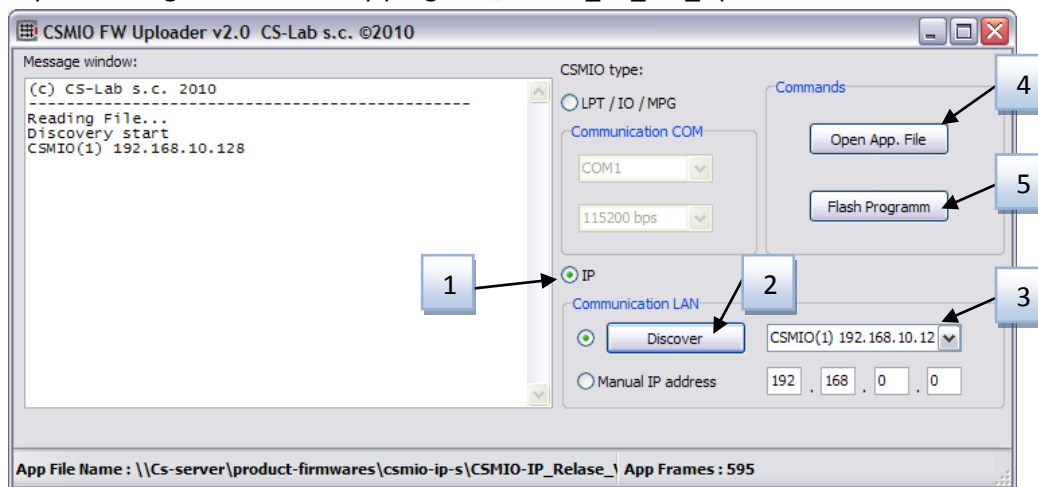 CSMIO FW Uploader v2.0 CS-Lab s.c. ©2010
Message window:
(c) CS-Lab s.c. 2010
------------------------------------------------
Reading File...
Discovery start
CSMIO(1) 192.168.10.128
CSMIO type:
LPT / IO / MPG
Communication COM
COM1
115200 bps
Commands
Open App. File
Flash Programm
4
5
1
IP
2
Communication LAN
Discover
CSMIO(1) 192.168.10.12
3
Manual IP address
192 . 168 . 0 . 0
App File Name : \\Cs-server\product-firmwares\csmio-ip-s\CSMIO-IP_Relase_\ App Frames : 595